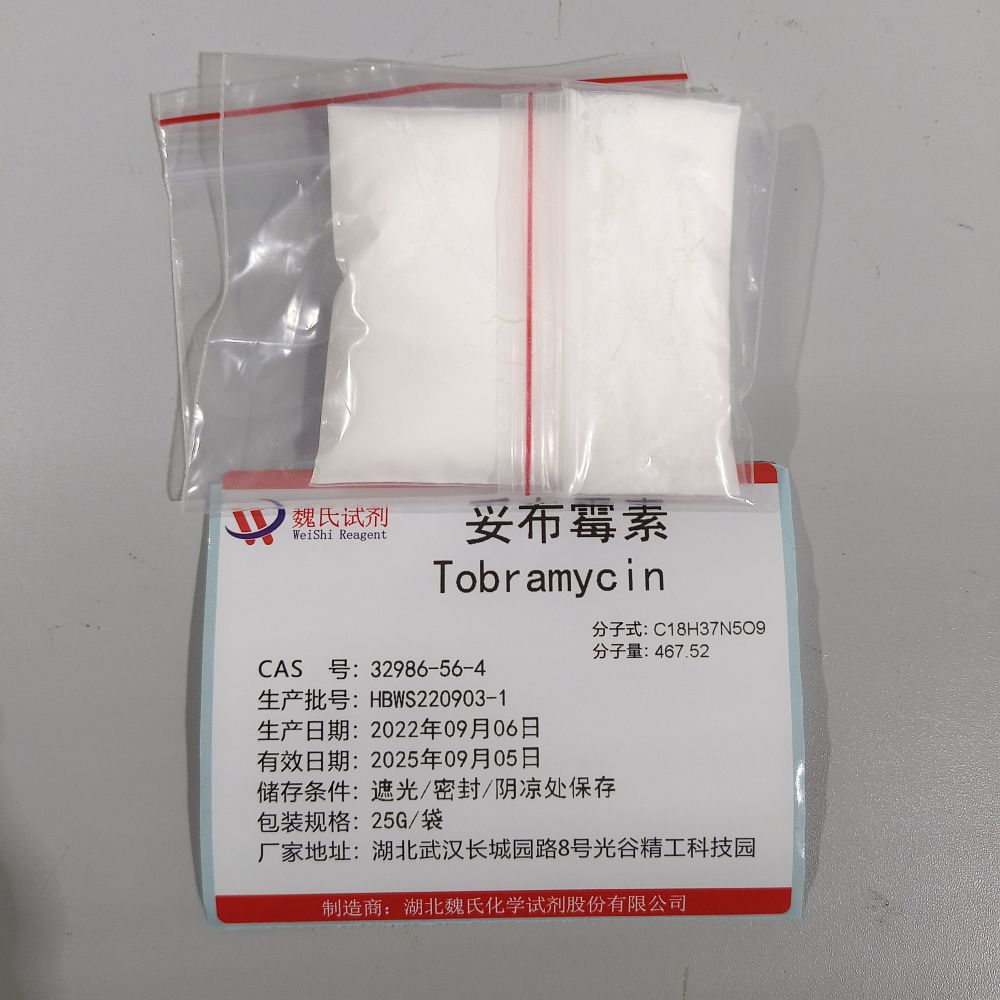 魏氏试剂
WeiShi Reagent
妥布霉素
Tobramycin
分子式: C18H37N5O9
分子量: 467.52
CAS 号: 32986-56-4
生产批号: HBWS220903-1
生产日期: 2022年09月06日
有效日期: 2025年09月05日
储存条件: 遮光/密封/阴凉处保存
包装规格: 25G/袋
厂家地址: 湖北武汉长城园路8号光谷精工科技园
制造商: 湖北魏氏化学试剂股份有限公司